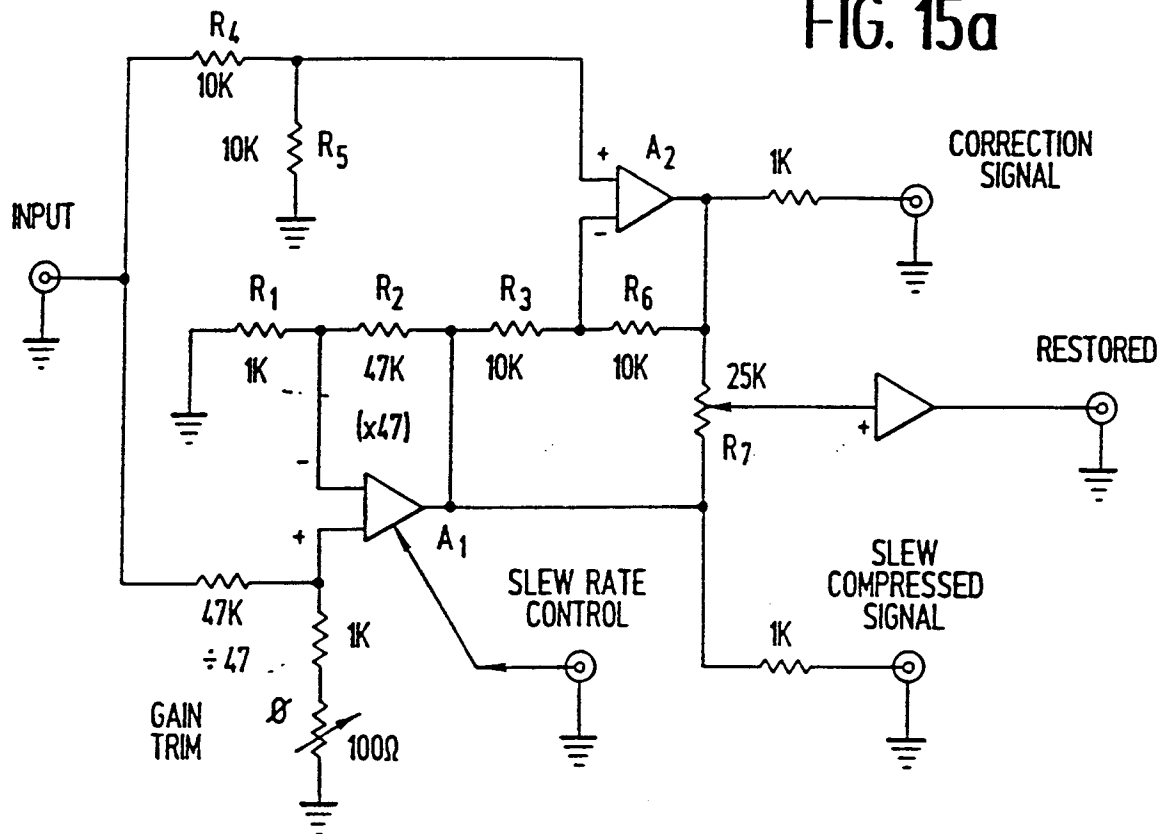 FIG. 15a
R4
10K
10K
R5
+
A2
-
1K
CORRECTION
SIGNAL
INPUT
R1
1K
R2
47K
(x47)
R3
10K
R6
10K
25K
R7
+
RESTORED
-
+
A1
47K
÷47
1K
GAIN
TRIM
Ø
100Ω
SLEW RATE
CONTROL
1K
SLEW
COMPRESSED
SIGNAL